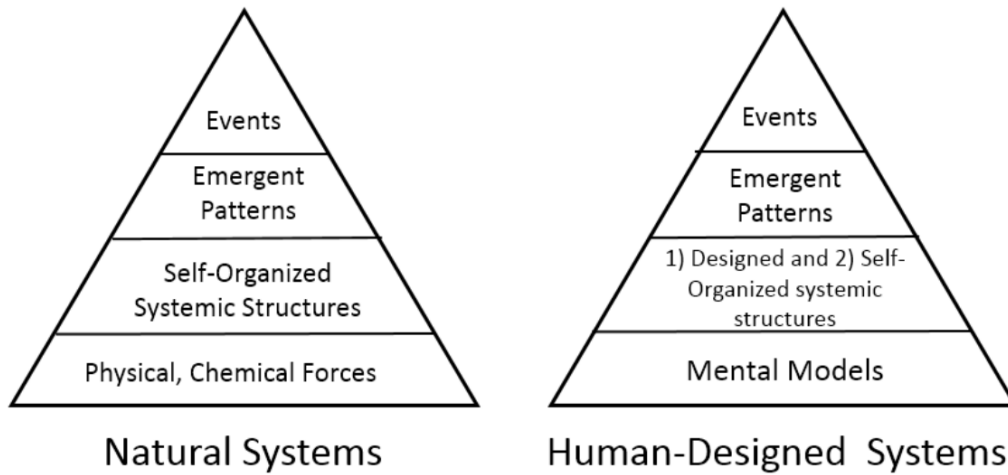 Events
Emergent
Patterns
Self-Organized
Systemic Structures
Physical, Chemical Forces
Natural Systems
Events
Emergent
Patterns
1) Designed and 2) Self-
Organized systemic
structures
Mental Models
Human-Designed Systems